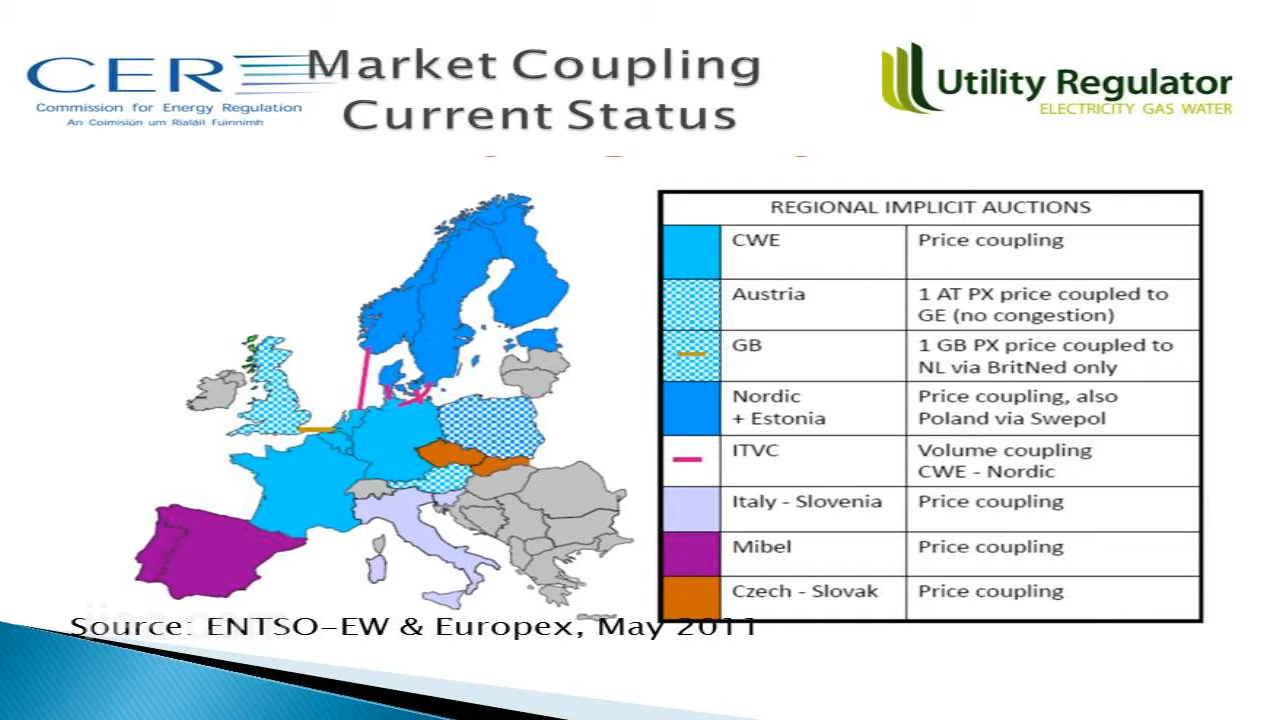 CER
Commission for Energy Regulation
An Coimisiún um Rialáil Fuinnimh
Market Coupling
Current Status
Utility Regulator
ELECTRICITY GAS WATER
REGIONAL IMPLICIT AUCTIONS
CWE Price coupling
Austria 1 AT PX price coupled to
GE (no congestion)
GB 1 GB PX price coupled to
NL via BritNed only
Nordic Price coupling, also
+ Estonia Poland via Swepol
ITVC Volume coupling
CWE - Nordic
Italy - Slovenia Price coupling
Mibel Price coupling
Czech - Slovak Price coupling
Source: ENTSO-EW & Europex, May 2011